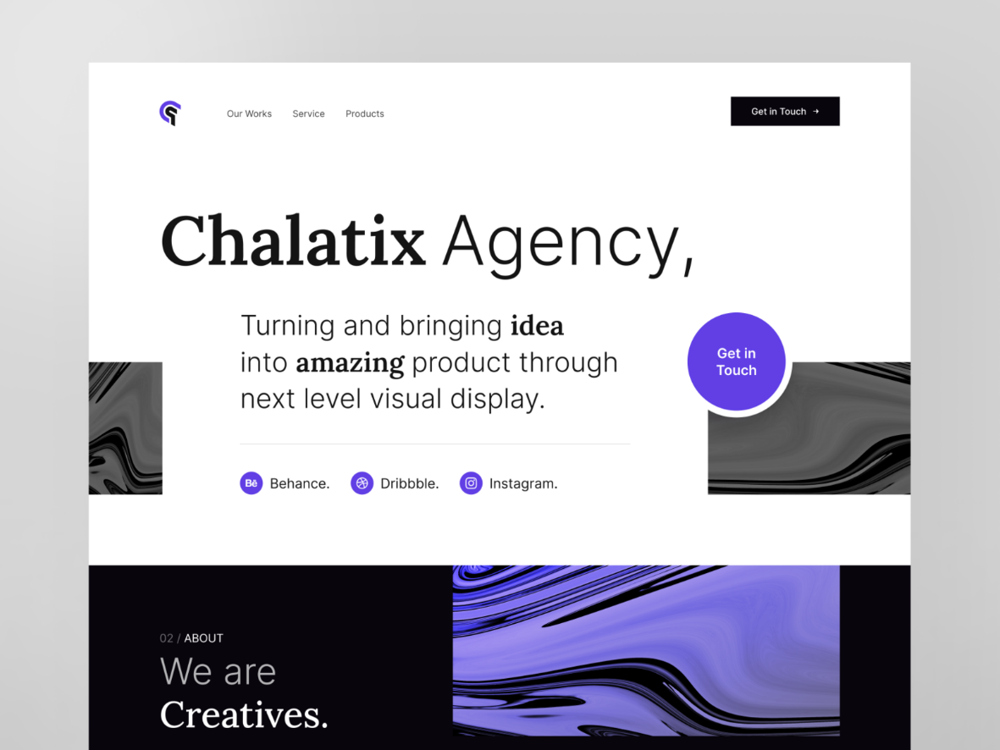 Our Works Service Products
Get in Touch →
Chalatix Agency,
Turning and bringing idea
into amazing product through
next level visual display.
Get in
Touch
Bē Behance. Dribbble. Instagram.
02 / ABOUT
We are
Creatives.